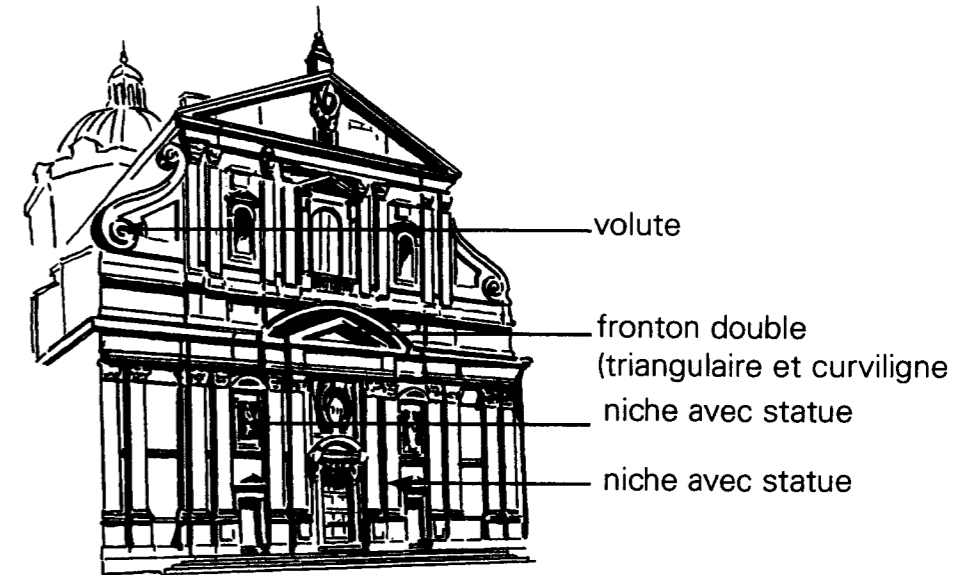 volute
fronton double
(triangulaire et curviligne
niche avec statue
niche avec statue